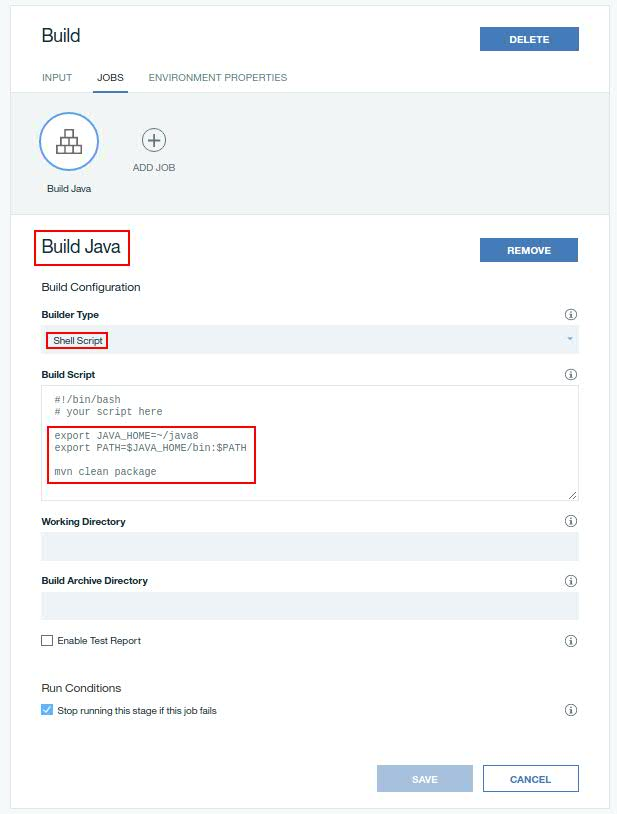 Build
DELETE
INPUT JOBS ENVIRONMENT PROPERTIES
ADD JOB
Build Java
Build Java
REMOVE
Build Configuration
Builder Type
Shell Script
Build Script
#!/bin/bash
# your script here
export JAVA_HOME=~/java8
export PATH=$JAVA_HOME/bin:$PATH
mvn clean package
Working Directory
Build Archive Directory
Enable Test Report
Run Conditions
Stop running this stage if this job fails
SAVE CANCEL